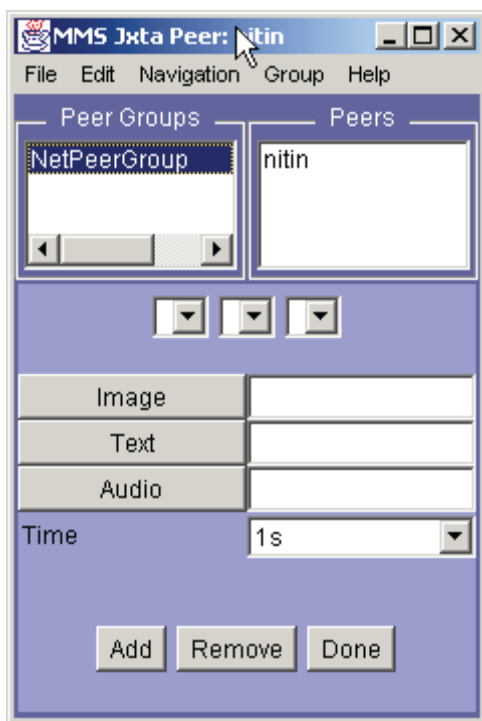 MMS Jxta Peer: nitin
File Edit Navigation Group Help
Peer Groups Peers
NetPeerGroup nitin
Image
Text
Audio
Time 1s
Add Remove Done